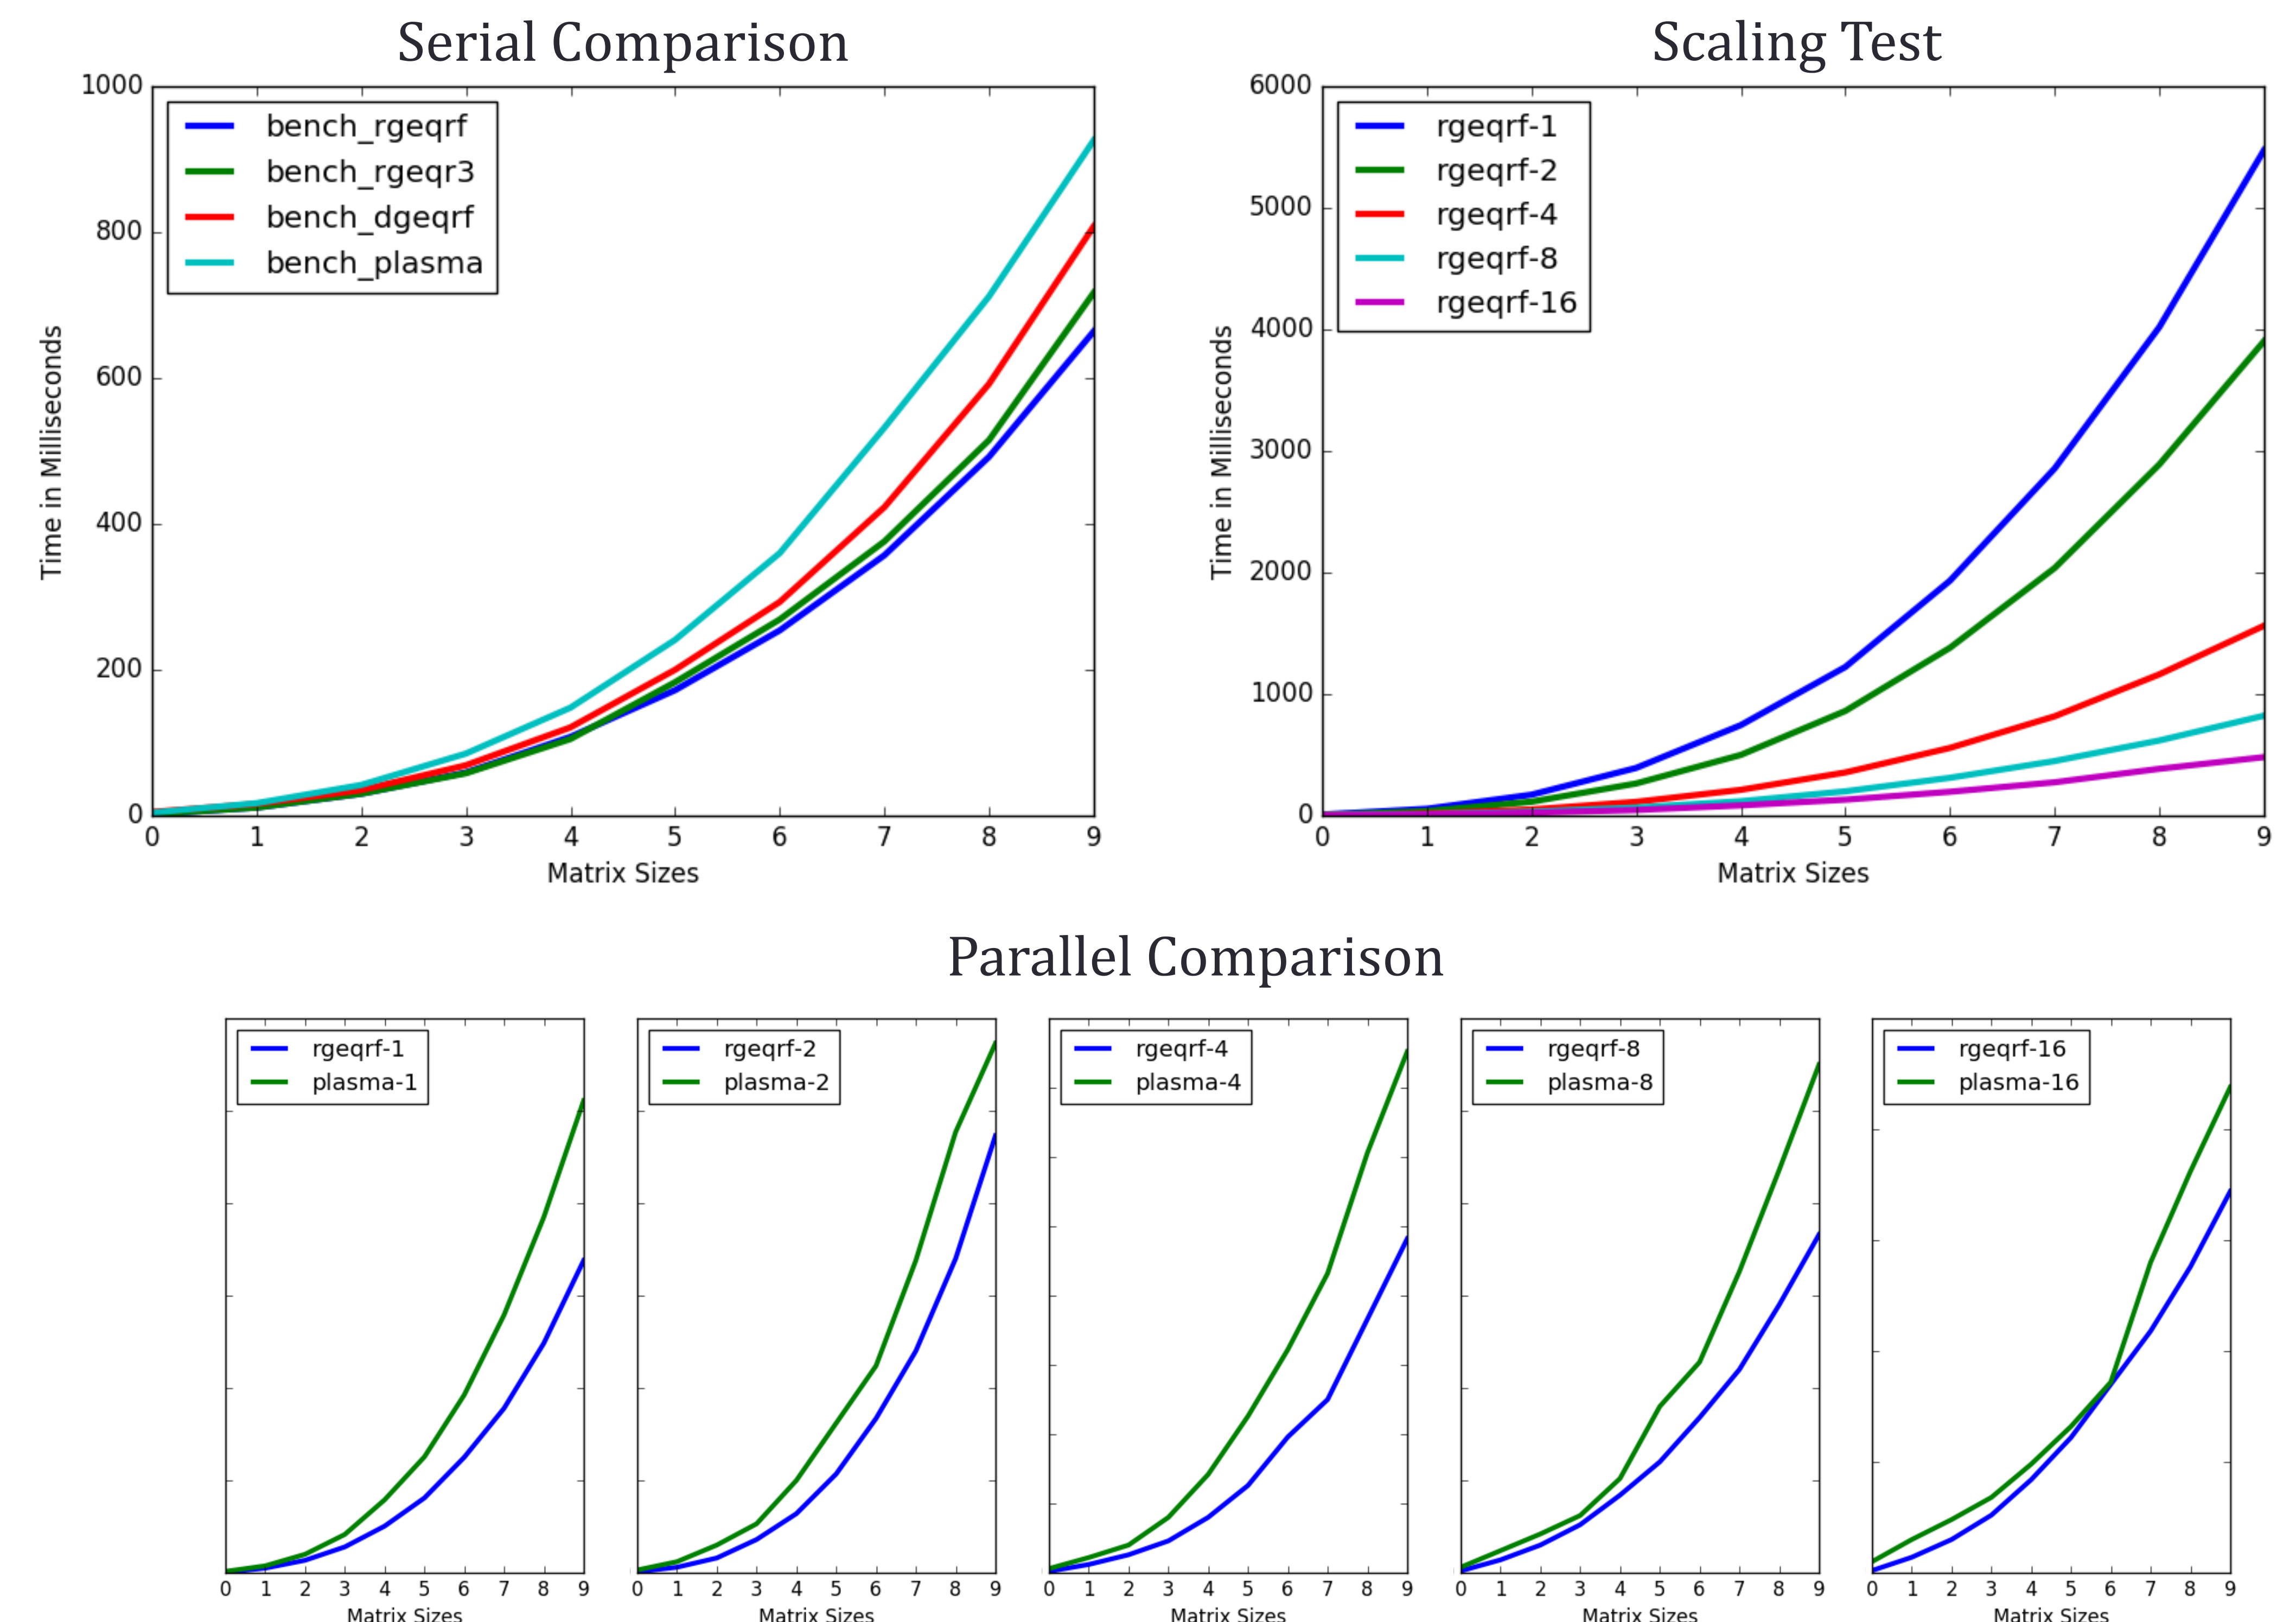 Serial Comparison
Scaling Test
1000
800
600
400
200
0
Time in Milliseconds
bench_rgeqrf
bench_rgeqr3
bench_dgeqrf
bench_plasma
0 1 2 3 4 5 6 7 8 9
Matrix Sizes
6000
5000
4000
3000
2000
1000
0
Time in Milliseconds
rgeqrf-1
rgeqrf-2
rgeqrf-4
rgeqrf-8
rgeqrf-16
0 1 2 3 4 5 6 7 8 9
Matrix Sizes
Parallel Comparison
rgeqrf-1
plasma-1
0 1 2 3 4 5 6 7 8 9
Matrix Sizes
rgeqrf-2
plasma-2
0 1 2 3 4 5 6 7 8 9
Matrix Sizes
rgeqrf-4
plasma-4
0 1 2 3 4 5 6 7 8 9
Matrix Sizes
rgeqrf-8
plasma-8
0 1 2 3 4 5 6 7 8 9
Matrix Sizes
rgeqrf-16
plasma-16
0 1 2 3 4 5 6 7 8 9
Matrix Sizes